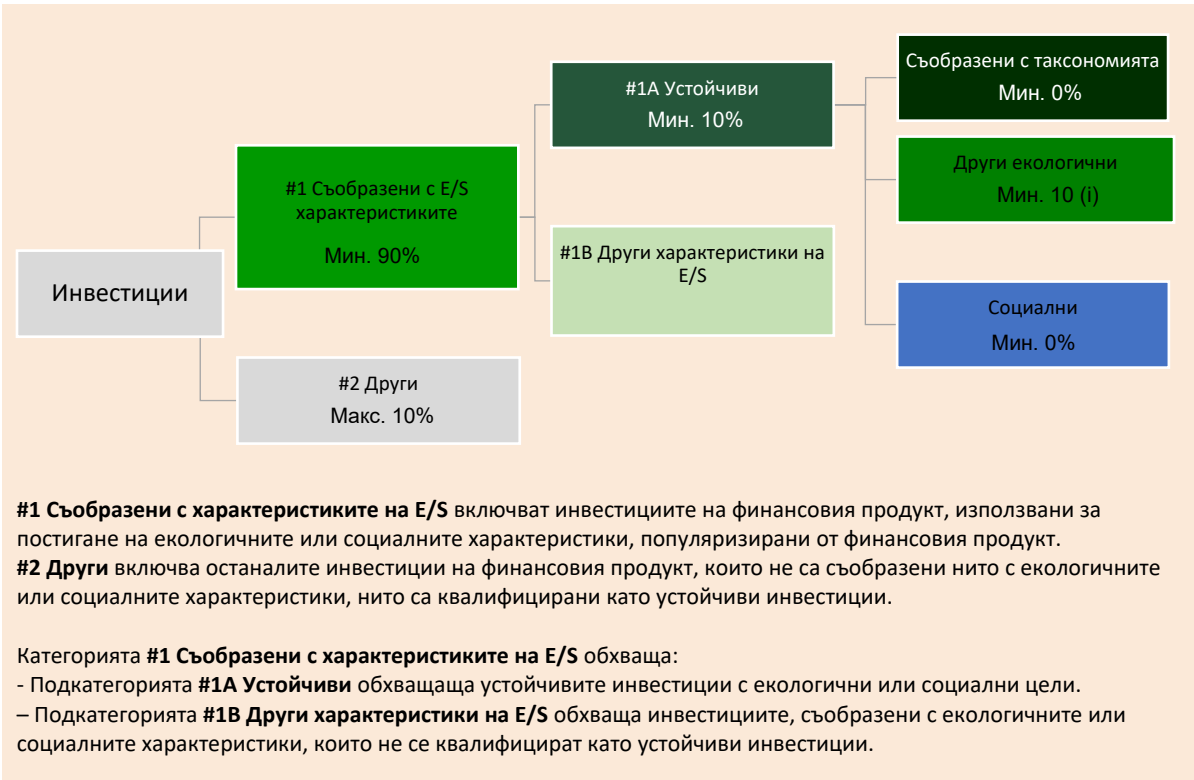 Съобразени с таксономията
Мин. 0%
#1A Устойчиви
Мин. 10%
Други екологични
Мин. 10 (i)
#1 Съобразени с E/S
характеристиките
Мин. 90%
#1B Други характеристики на
E/S
Инвестиции
Социални
Мин. 0%
#2 Други
Макс. 10%
#1 Съобразени с характеристиките на E/S включват инвестициите на финансовия продукт, използвани за
постигане на екологичните или социалните характеристики, популяризирани от финансовия продукт.
#2 Други включва останалите инвестиции на финансовия продукт, които не са съобразени нито с екологичните
или социалните характеристики, нито са квалифицирани като устойчиви инвестиции.
Категорията #1 Съобразени с характеристиките на E/S обхваща:
- Подкатегорията #1A Устойчиви обхващаща устойчивите инвестиции с екологични или социални цели.
– Подкатегорията #1B Други характеристики на E/S обхваща инвестициите, съобразени с екологичните или
социалните характеристики, които не се квалифицират като устойчиви инвестиции.